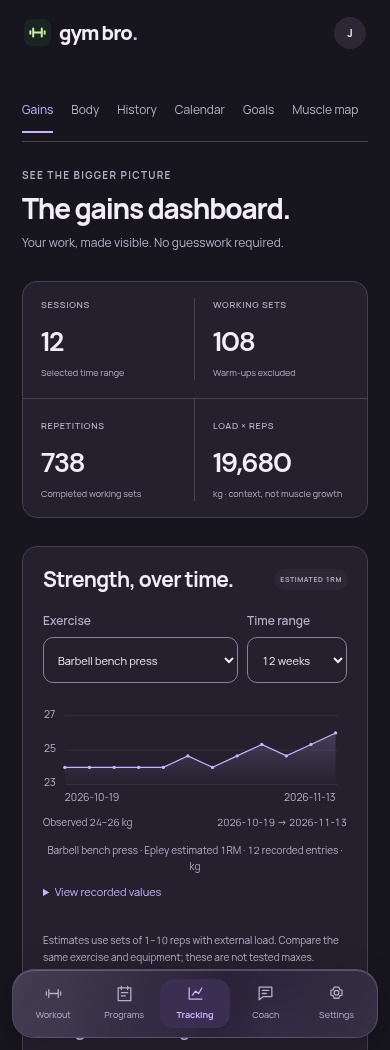 gym bro.
J
Gains Body History Calendar Goals Muscle map
SEE THE BIGGER PICTURE
The gains dashboard.
Your work, made visible. No guesswork required.
SESSIONS
12
Selected time range
WORKING SETS
108
Warm-ups excluded
REPETITIONS
738
Completed working sets
LOAD × REPS
19,680
kg · context, not muscle growth
Strength, over time.
ESTIMATED 1RM
Exercise
Time range
Barbell bench press
12 weeks
27
25
23
2026-10-19 2026-11-13
Observed 24–26 kg
2026-10-19 → 2026-11-13
Barbell bench press · Epley estimated 1RM · 12 recorded entries ·
kg
View recorded values
Estimates use sets of 1–10 reps with external load. Compare the
same exercise and equipment; these are not tested maxes.
Workout Programs Tracking Coach Settings